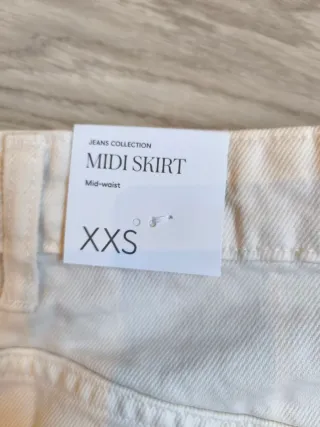 JEANS COLLECTION
MIDI SKIRT
Mid-waist
XXS